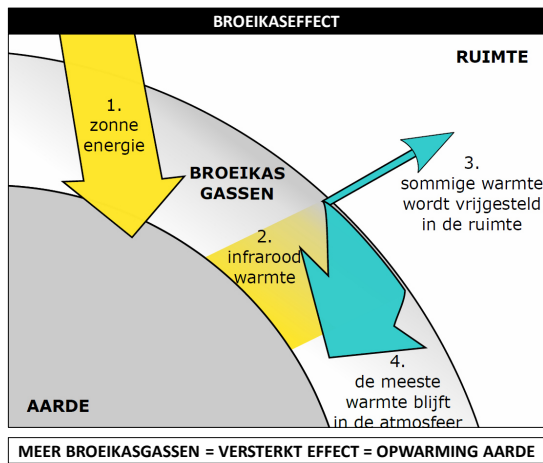 BROEIKASEFFECT
RUIMTE
1.
zonne
energie
BROEIKAS
GASSEN
3.
sommige warmte
wordt vrijgesteld
in de ruimte
2.
infrarood
warmte
4.
de meeste
warmte blijft
in de atmosfeer
AARDE
MEER BROEIKASGASSEN = VERSTERKT EFFECT = OPWARMING AARDE